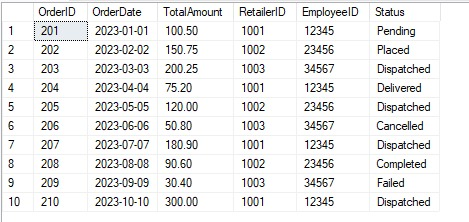 OrderID OrderDate TotalAmount RetailerID EmployeeID Status
1 201 2023-01-01 100.50 1001 12345 Pending
2 202 2023-02-02 150.75 1002 23456 Placed
3 203 2023-03-03 200.25 1003 34567 Dispatched
4 204 2023-04-04 75.20 1001 12345 Delivered
5 205 2023-05-05 120.00 1002 23456 Dispatched
6 206 2023-06-06 50.80 1003 34567 Cancelled
7 207 2023-07-07 180.90 1001 12345 Dispatched
8 208 2023-08-08 90.60 1002 23456 Completed
9 209 2023-09-09 30.40 1003 34567 Failed
10 210 2023-10-10 300.00 1001 12345 Dispatched